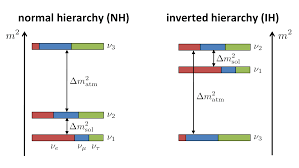 normal hierarchy (NH)
m²
ν₃
Δm²atm
ν₂
Δm²sol
ν₁
νe νμ ντ
inverted hierarchy (IH)
m²
ν₂
Δm²sol
ν₁
Δm²atm
ν₃